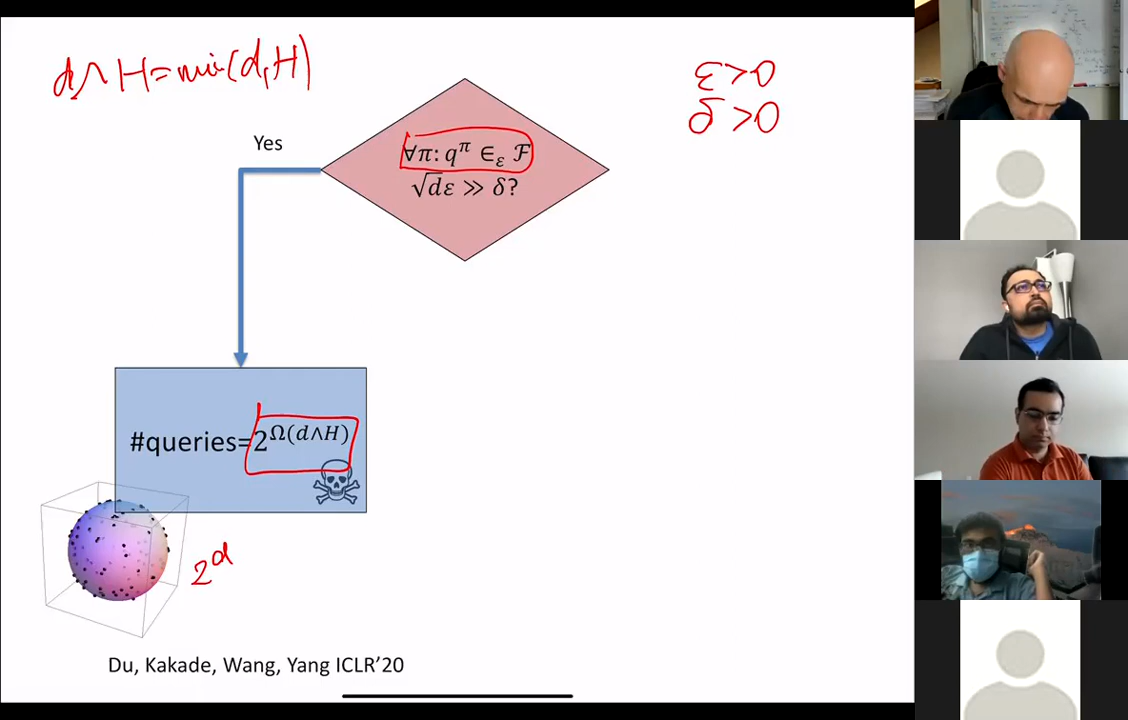 d∧H=min(d,H)
ε>0
δ>0
Yes
∀π: q^π ∈_ε ℱ
√dε ≫ δ?
#queries=2^Ω(d∧H)
2^d
Du, Kakade, Wang, Yang ICLR'20